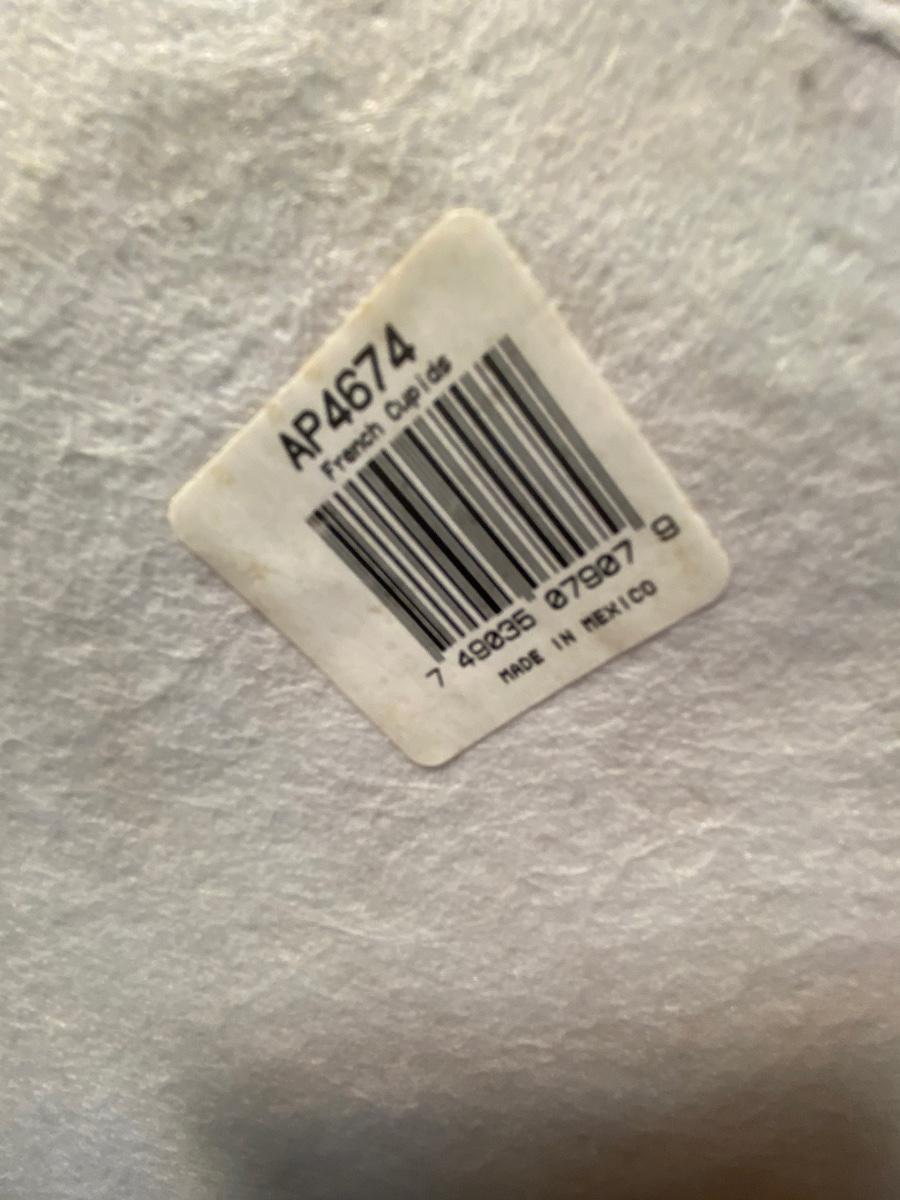 AP4674
French Cupids
7 49035 07907 9
MADE IN MEXICO